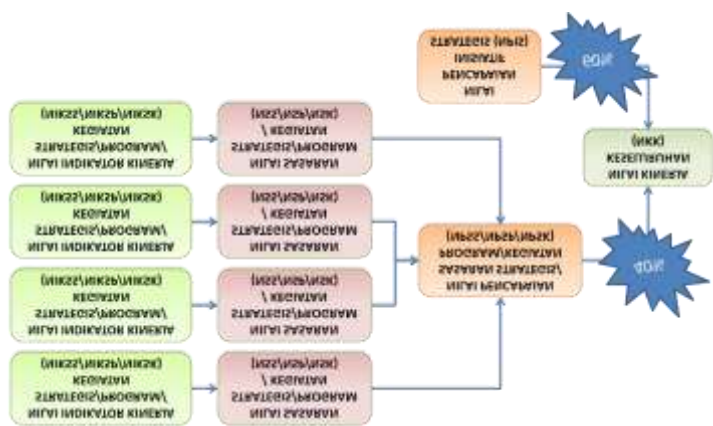 NILAI INDIKATOR KINERJA
STRATEGIS/PROGRAM/
KEGIATAN
(NIKSS/NIKSP/NIKSK)
NILAI SASARAN
STRATEGIS/PROGRAM
/ KEGIATAN
(NSS/NSP/NSK)
NILAI INDIKATOR KINERJA
STRATEGIS/PROGRAM/
KEGIATAN
(NIKSS/NIKSP/NIKSK)
NILAI SASARAN
STRATEGIS/PROGRAM
/ KEGIATAN
(NSS/NSP/NSK)
NILAI PENCAPAIAN
SASARAN STRATEGIS/
PROGRAM/KEGIATAN
(NPSS/NPSP/NPSK)
40%
NILAI INDIKATOR KINERJA
STRATEGIS/PROGRAM/
KEGIATAN
(NIKSS/NIKSP/NIKSK)
NILAI SASARAN
STRATEGIS/PROGRAM
/ KEGIATAN
(NSS/NSP/NSK)
NILAI KINERJA
KESELURUHAN
(NKK)
NILAI INDIKATOR KINERJA
STRATEGIS/PROGRAM/
KEGIATAN
(NIKSS/NIKSP/NIKSK)
NILAI SASARAN
STRATEGIS/PROGRAM
/ KEGIATAN
(NSS/NSP/NSK)
NILAI
PENCAPAIAN
INISIATIF
STRATEGIS (NPIS)
60%